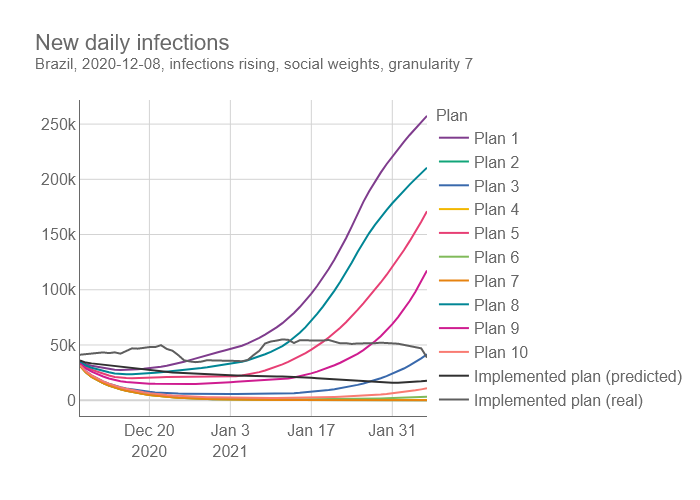 New daily infections
Brazil, 2020-12-08, infections rising, social weights, granularity 7
250k
200k
150k
100k
50k
0
Dec 20
2020
Jan 3
2021
Jan 17
Jan 31
Plan
Plan 1
Plan 2
Plan 3
Plan 4
Plan 5
Plan 6
Plan 7
Plan 8
Plan 9
Plan 10
Implemented plan (predicted)
Implemented plan (real)